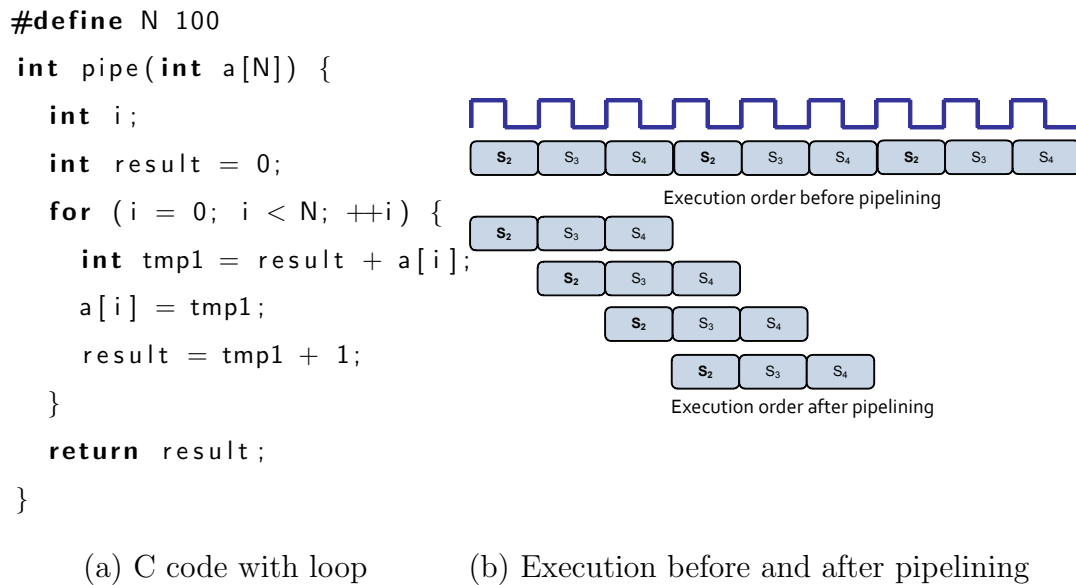 #define N 100
int pipe(int a[N]) {
int i;
int result = 0;
for (i = 0; i < N; ++i) {
int tmp1 = result + a[i];
a[i] = tmp1;
result = tmp1 + 1;
}
return result;
}
(a) C code with loop
S₂ S₃ S₄ S₂ S₃ S₄ S₂ S₃ S₄
Execution order before pipelining
S₂ S₃ S₄
S₂ S₃ S₄
S₂ S₃ S₄
S₂ S₃ S₄
Execution order after pipelining
(b) Execution before and after pipelining